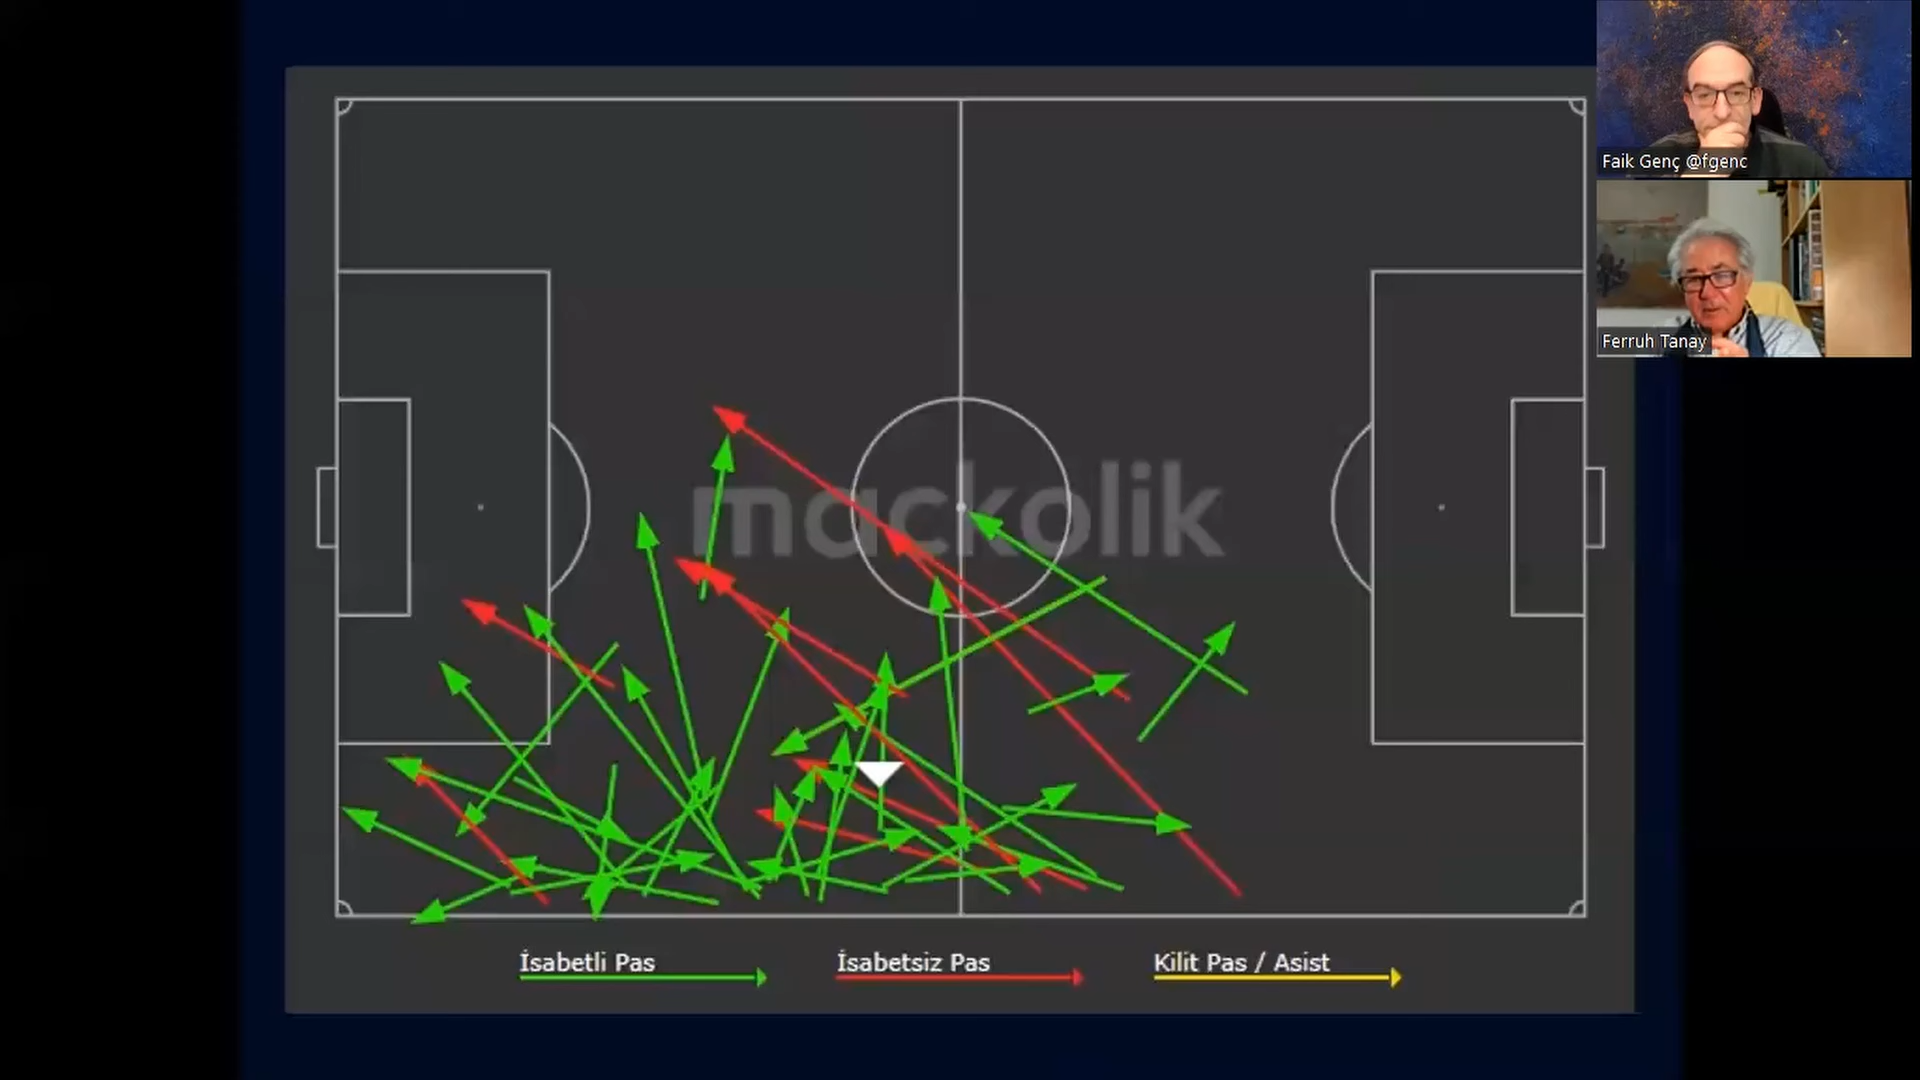 Faik Genç @fgenc
Ferruh Tanay
mackolik
İsabetli Pas
İsabetsiz Pas
Kilit Pas / Asist